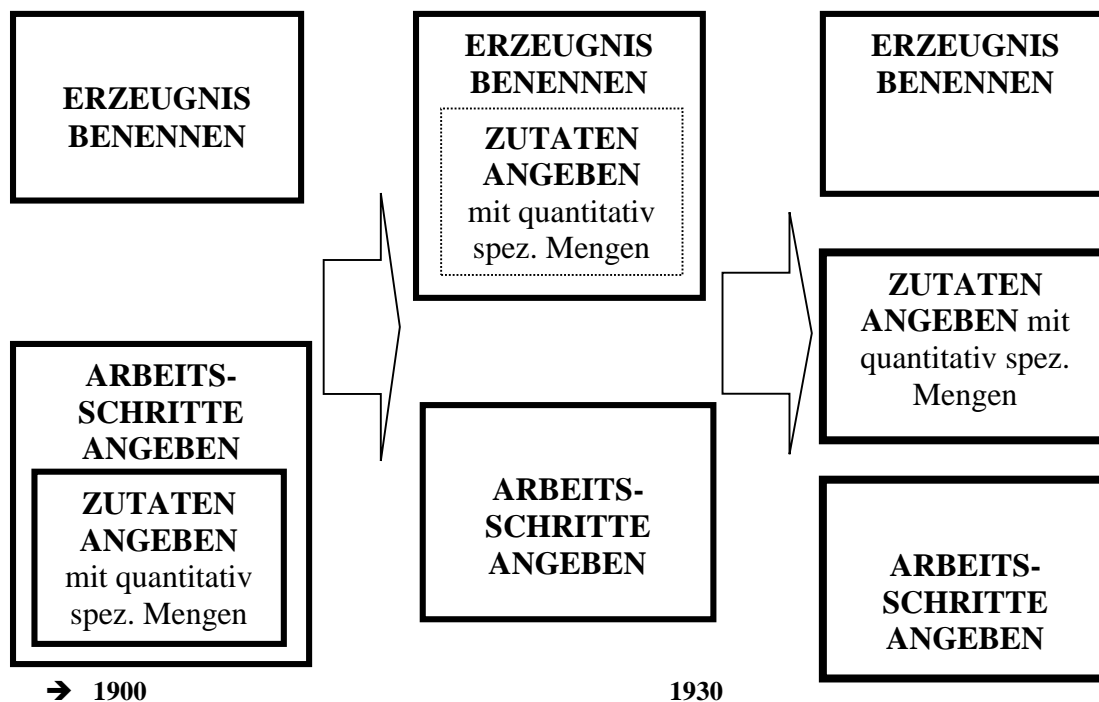 ERZEUGNIS
BENENNEN
ARBEITS-
SCHRITTE
ANGEBEN
ZUTATEN
ANGEBEN
mit quantitativ
spez. Mengen
ERZEUGNIS
BENENNEN
ZUTATEN
ANGEBEN
mit quantitativ
spez. Mengen
ARBEITS-
SCHRITTE
ANGEBEN
ERZEUGNIS
BENENNEN
ZUTATEN
ANGEBEN mit
quantitativ spez.
Mengen
ARBEITS-
SCHRITTE
ANGEBEN
➔ 1900
1930